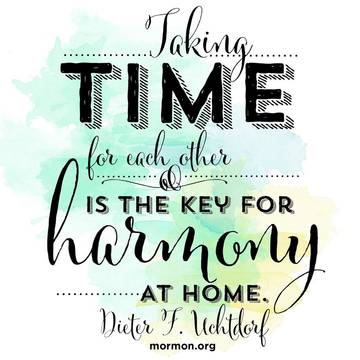 Taking
TIME
for each other
IS THE KEY FOR
harmony
AT HOME.
Dieter F. Uchtdorf
mormon.org